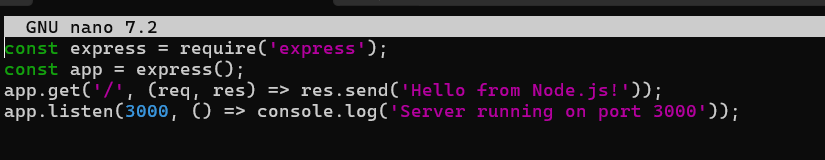 GNU nano 7.2
const express = require('express');
const app = express();
app.get('/', (req, res) => res.send('Hello from Node.js!'));
app.listen(3000, () => console.log('Server running on port 3000'));